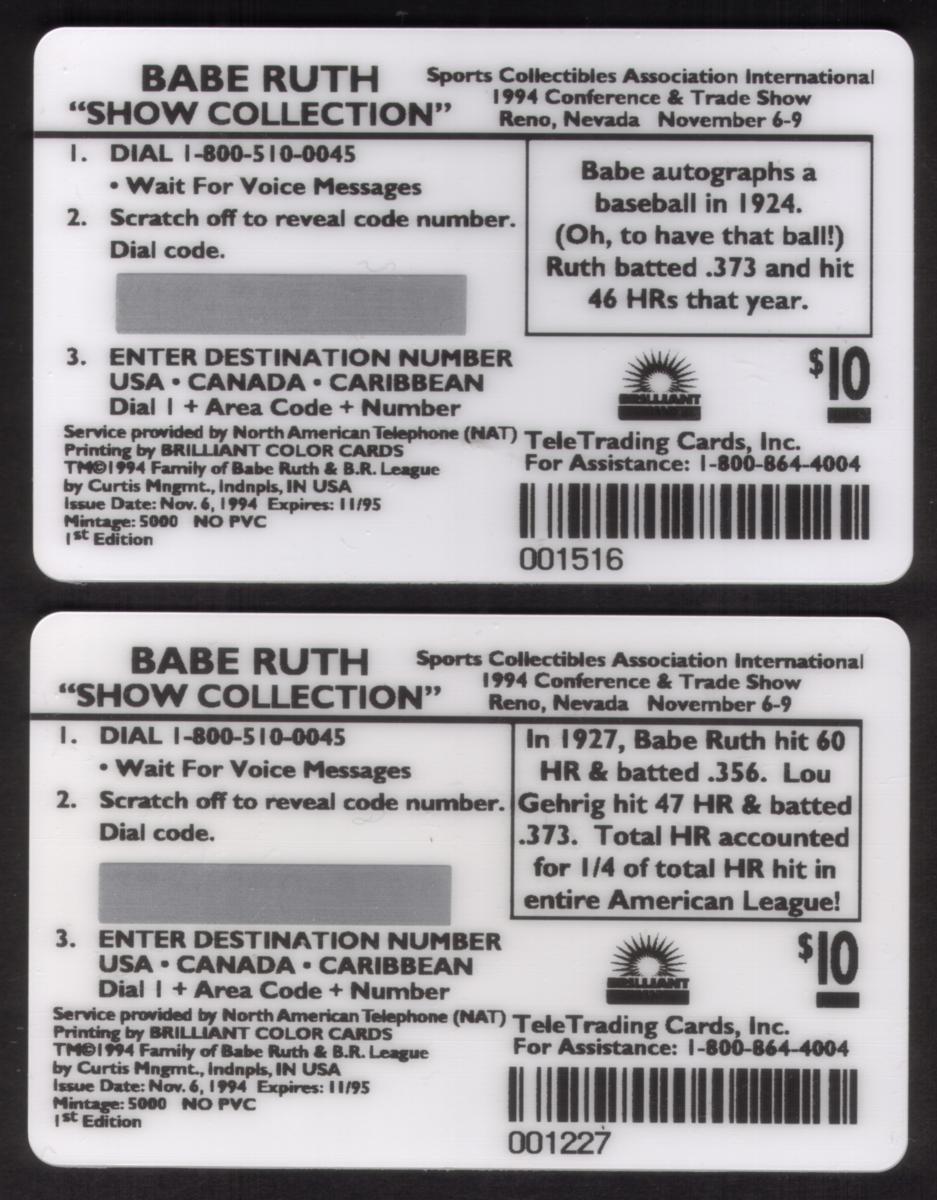 BABE RUTH
“SHOW COLLECTION”
Sports Collectibles Association International
1994 Conference & Trade Show
Reno, Nevada November 6-9
1. DIAL 1-800-510-0045
• Wait For Voice Messages
2. Scratch off to reveal code number.
Dial code.
Babe autographs a
baseball in 1924.
(Oh, to have that ball!)
Ruth batted .373 and hit
46 HRs that year.
3. ENTER DESTINATION NUMBER
USA • CANADA • CARIBBEAN
Dial 1 + Area Code + Number
BRILLIANT
$10
Service provided by North American Telephone (NAT)
Printing by BRILLIANT COLOR CARDS
TM©1994 Family of Babe Ruth & B.R. League
by Curtis Mngmt., Indnpls, IN USA
Issue Date: Nov. 6, 1994 Expires: 11/95
Mintage: 5000 NO PVC
1st Edition
TeleTrading Cards, Inc.
For Assistance: 1-800-864-4004
001516
BABE RUTH
“SHOW COLLECTION”
Sports Collectibles Association International
1994 Conference & Trade Show
Reno, Nevada November 6-9
1. DIAL 1-800-510-0045
• Wait For Voice Messages
2. Scratch off to reveal code number.
Dial code.
In 1927, Babe Ruth hit 60
HR & batted .356. Lou
Gehrig hit 47 HR & batted
.373. Total HR accounted
for 1/4 of total HR hit in
entire American League!
3. ENTER DESTINATION NUMBER
USA • CANADA • CARIBBEAN
Dial 1 + Area Code + Number
BRILLIANT
$10
Service provided by North American Telephone (NAT)
Printing by BRILLIANT COLOR CARDS
TM©1994 Family of Babe Ruth & B.R. League
by Curtis Mngmt., Indnpls, IN USA
Issue Date: Nov. 6, 1994 Expires: 11/95
Mintage: 5000 NO PVC
1st Edition
TeleTrading Cards, Inc.
For Assistance: 1-800-864-4004
001227